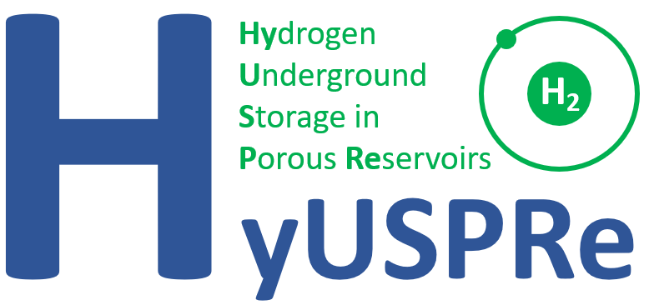 Hydrogen
Underground
Storage in
Porous Reservoirs
H₂
HyUSPRe